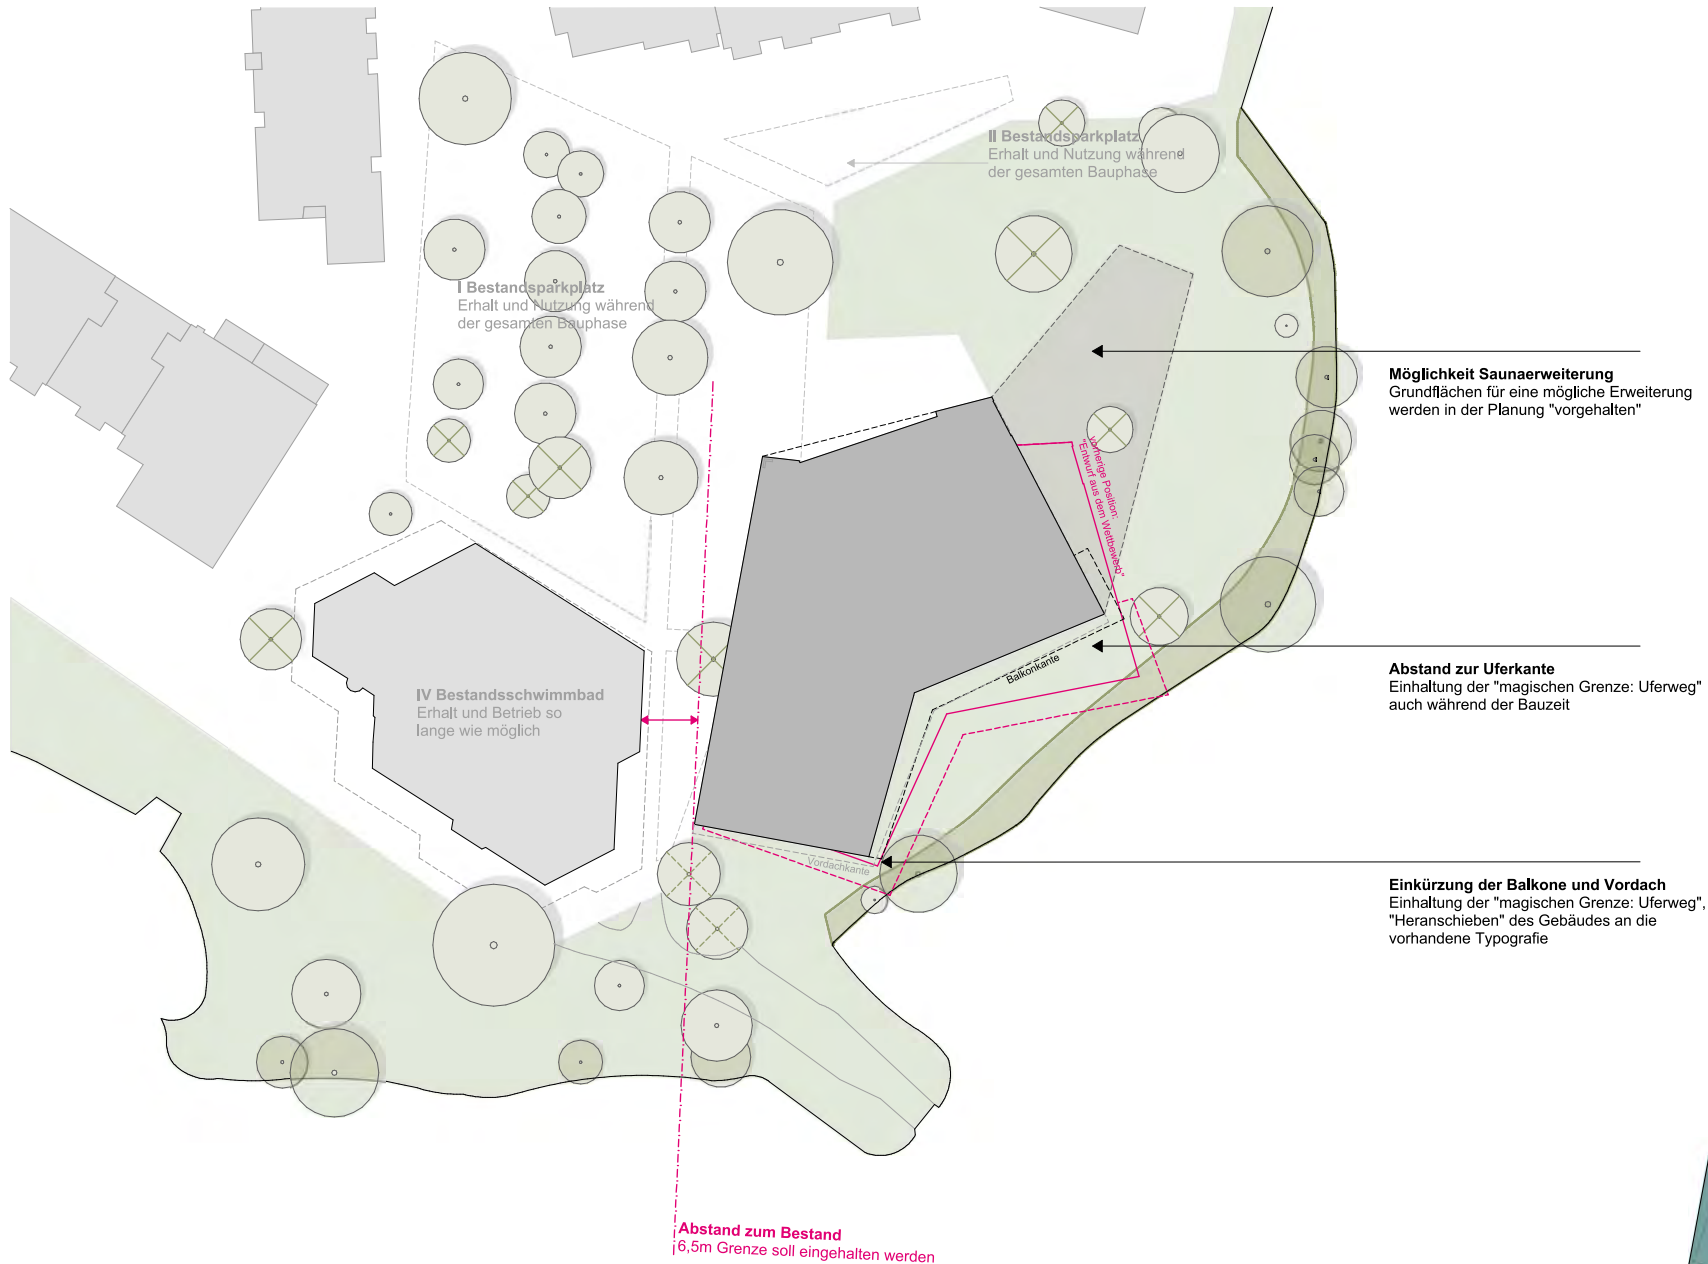 II Bestandsparkplatz
Erhalt und Nutzung während
der gesamten Bauphase
I Bestandsparkplatz
Erhalt und Nutzung während
der gesamten Bauphase
Möglichkeit Saunaerweiterung
Grundflächen für eine mögliche Erweiterung
werden in der Planung "vorgehalten"
vorherige Position:
"Entwurf aus dem Wettbewerb"
Balkonkante
Abstand zur Uferkante
Einhaltung der "magischen Grenze: Uferweg"
auch während der Bauzeit
IV Bestandsschwimmbad
Erhalt und Betrieb so
lange wie möglich
Vordachkante
Einkürzung der Balkone und Vordach
Einhaltung der "magischen Grenze: Uferweg",
"Heranschieben" des Gebäudes an die
vorhandene Typografie
Abstand zum Bestand
6,5m Grenze soll eingehalten werden